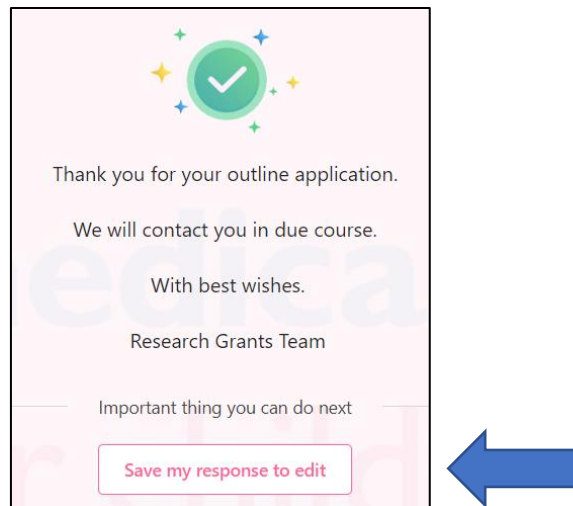 Thank you for your outline application.
We will contact you in due course.
With best wishes.
Research Grants Team
Important thing you can do next
Save my response to edit